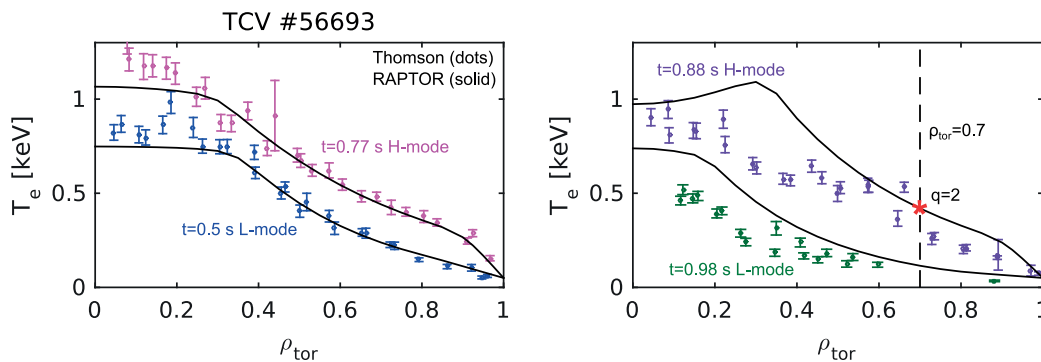 TCV #56693
Thomson (dots)
RAPTOR (solid)
t=0.77 s H-mode
t=0.5 s L-mode
1
0.5
0
0 0.2 0.4 0.6 0.8 1
T_e [keV]
ρ_tor
t=0.88 s H-mode
ρ_tor=0.7
q=2
t=0.98 s L-mode
1
0.5
0
0 0.2 0.4 0.6 0.8 1
T_e [keV]
ρ_tor